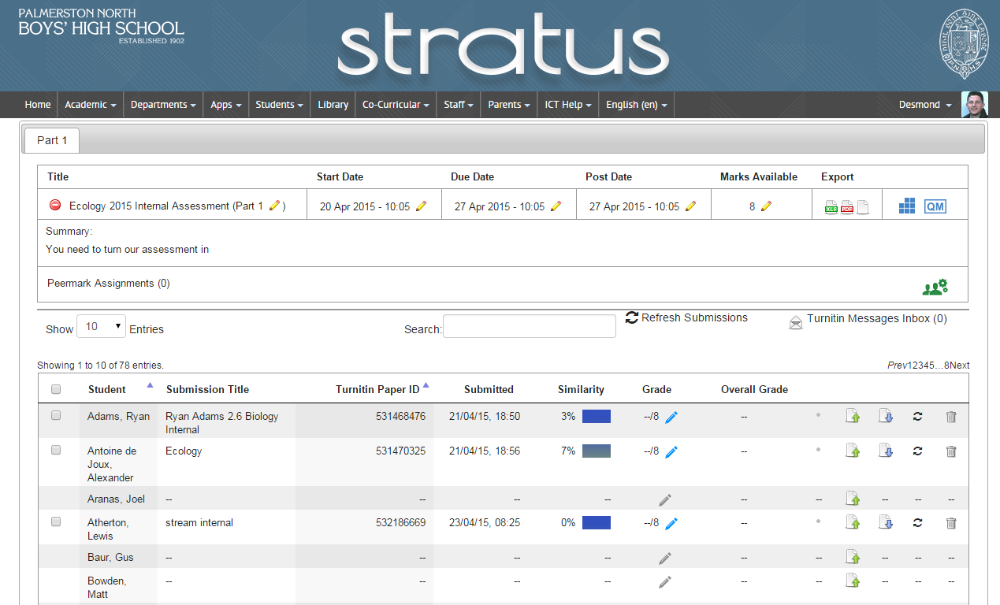 PALMERSTON NORTH
BOYS' HIGH SCHOOL
ESTABLISHED 1902
stratus
Home Academic Departments Apps Students Library Co-Curricular Staff Parents ICT Help English (en) Desmond
Part 1
Title Start Date Due Date Post Date Marks Available Export
Ecology 2015 Internal Assessment (Part 1 ) 20 Apr 2015 - 10:05 27 Apr 2015 - 10:05 27 Apr 2015 - 10:05 8 XLS PDF QM
Summary:
You need to turn our assessment in
Peermark Assignments (0)
Show 10 Entries Search: Refresh Submissions Turnitin Messages Inbox (0)
Showing 1 to 10 of 78 entries. Prev12345...8Next
Student Submission Title Turnitin Paper ID Submitted Similarity Grade Overall Grade
Adams, Ryan Ryan Adams 2.6 Biology 531468476 21/04/15, 18:50 3% --/8 --
Internal
Antoine de Ecology 531470325 21/04/15, 18:56 7% --/8 --
Joux,
Alexander
Aranas, Joel -- -- -- -- -- -- -- -- --
Atherton, stream internal 532186669 23/04/15, 08:25 0% --/8 --
Lewis
Baur, Gus -- -- -- -- -- -- -- -- --
Bowden, -- -- -- -- -- -- -- -- --
Matt